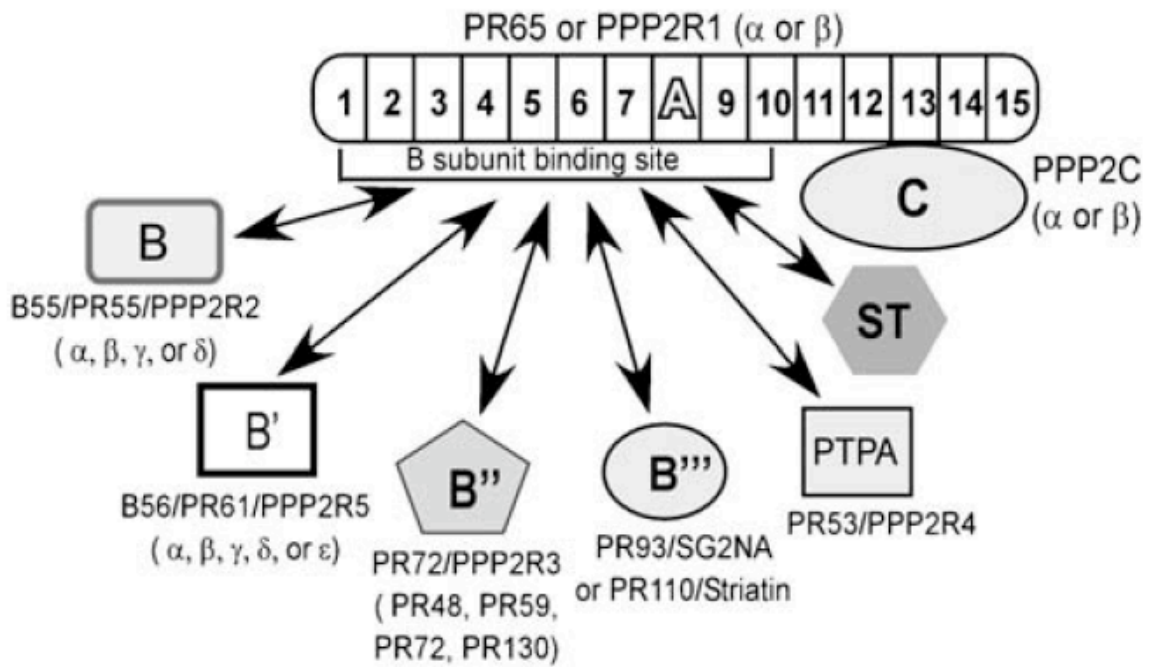 PR65 or PPP2R1 (α or β)
1 2 3 4 5 6 7 A 9 10 11 12 13 14 15
B subunit binding site
C
PPP2C
(α or β)
B
B55/PR55/PPP2R2
( α, β, γ, or δ)
ST
B'
B56/PR61/PPP2R5
( α, β, γ, δ, or ε)
B''
PR72/PPP2R3
( PR48, PR59,
PR72, PR130)
B'''
PR93/SG2NA
or PR110/Striatin
PTPA
PR53/PPP2R4